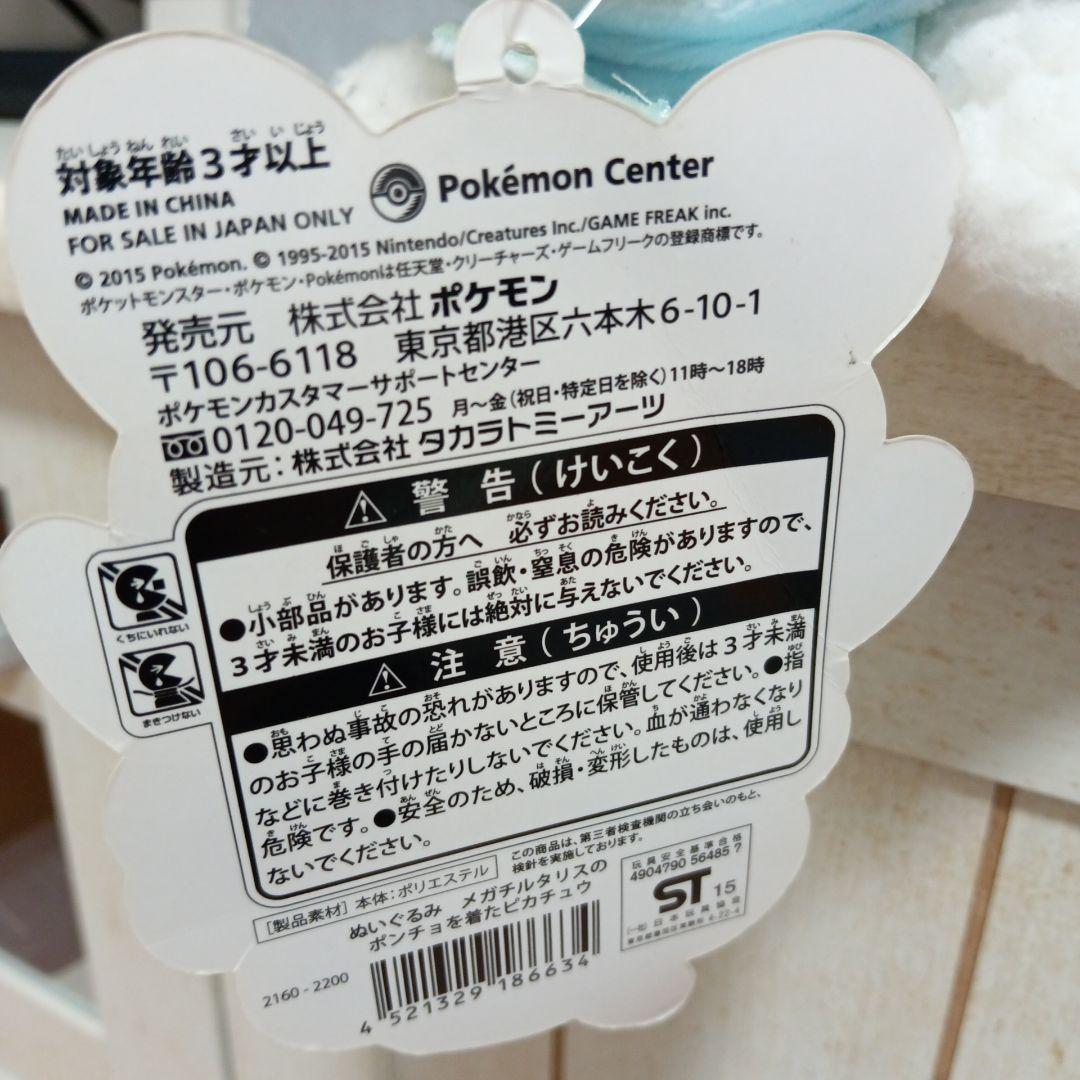 対象年齢3才以上
MADE IN CHINA
FOR SALE IN JAPAN ONLY
Pokémon Center
© 2015 Pokémon. © 1995-2015 Nintendo/Creatures Inc./GAME FREAK inc.
ポケットモンスター・ポケモン・Pokémonは任天堂・クリーチャーズ・ゲームフリークの登録商標です。
発売元 株式会社 ポケモン
〒106-6118 東京都港区六本木6-10-1
ポケモンカスタマーサポートセンター
0120-049-725 月～金(祝日・特定日を除く)11時～18時
製造元:株式会社 タカラトミーアーツ
警告(けいこく)
保護者の方へ 必ずお読みください。
●小部品があります。誤飲・窒息の危険がありますので、
3才未満のお子様には絶対に与えないでください。
注意(ちゅうい)
●思わぬ事故の恐れがありますので、使用後は3才未満
のお子様の手の届かないところに保管してください。●指
などに巻き付けたりしないでください。血が通わなくなり
危険です。●安全のため、破損・変形したものは、使用し
ないでください。
くちにいれない
まきつけない
この商品は、第三者検査機関の立ち会いのもと、
検針を実施しております。
[製品素材] 本体:ポリエステル
ぬいぐるみ メガチルタリスの
ポンチョを着たピカチュウ
2160-2200
4 521329 186634
玩具安全基準合格
4904790 56485 7
ST 15
(一社)日本玩具協会